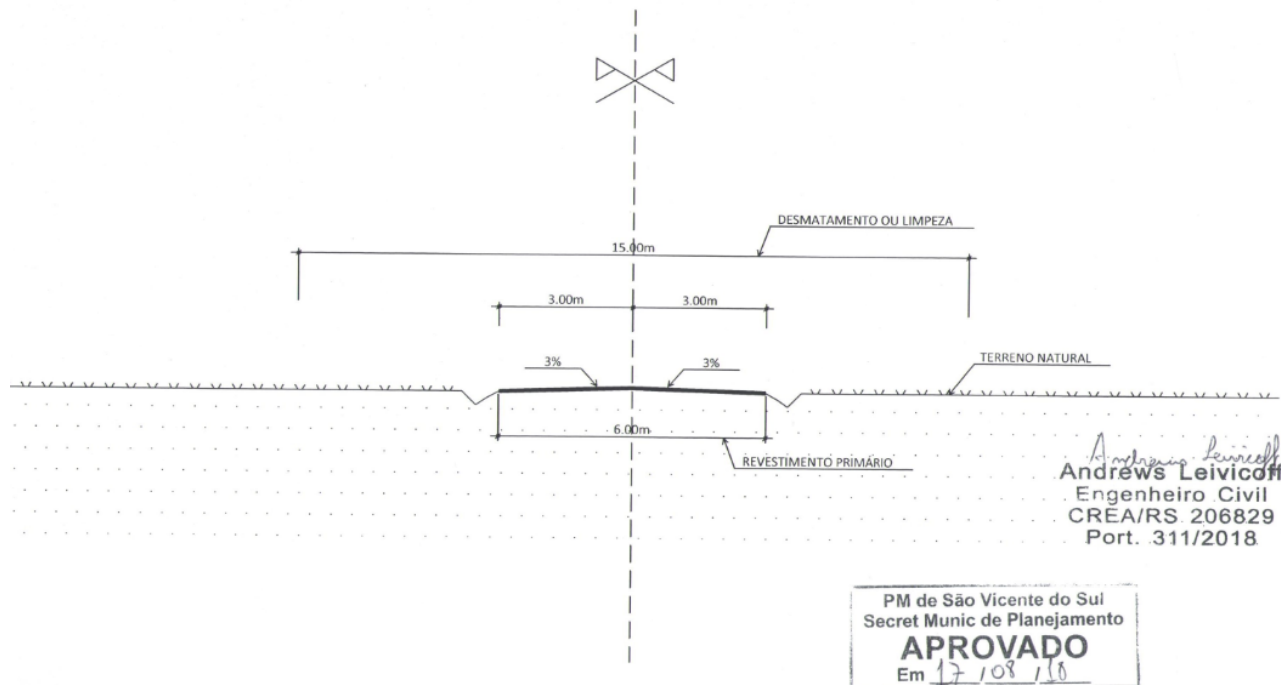 DESMATAMENTO OU LIMPEZA
15.00m
3.00m
3.00m
3%
3%
TERRENO NATURAL
6.00m
REVESTIMENTO PRIMÁRIO
Andrews Leivicoff
Engenheiro Civil
CREA/RS 206829
Port. 311/2018
PM de São Vicente do Sul
Secret Munic de Planejamento
APROVADO
Em 17 / 08 / 18